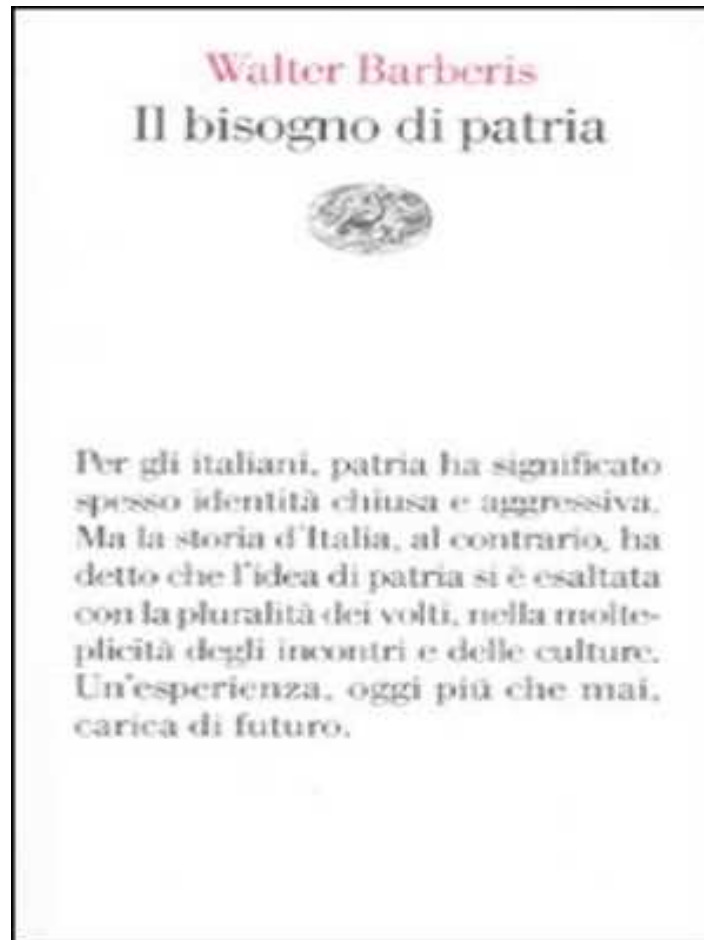 Walter Barberis
Il bisogno di patria
Per gli italiani, patria ha significato
spesso identità chiusa e aggressiva.
Ma la storia d'Italia, al contrario, ha
detto che l'idea di patria si è esaltata
con la pluralità dei volti, nella molte-
plicità degli incontri e delle culture.
Un'esperienza, oggi più che mai,
carica di futuro.